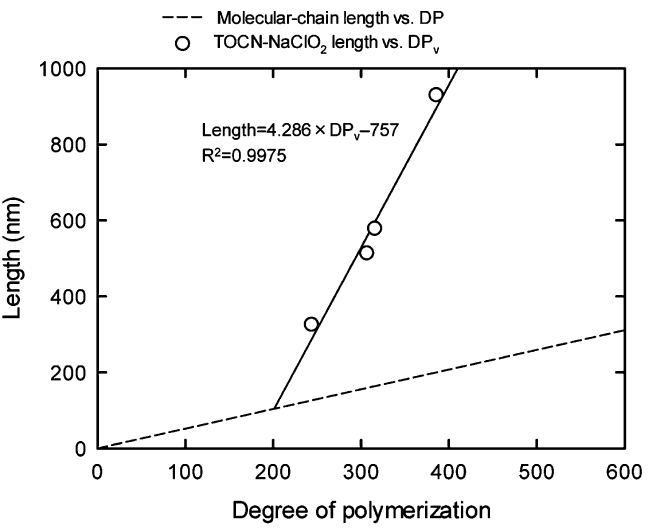 Molecular-chain length vs. DP
TOCN-NaClO₂ length vs. DPᵥ
1000
800
600
400
200
0
Length (nm)
Length=4.286×DPᵥ–757
R²=0.9975
0 100 200 300 400 500 600
Degree of polymerization